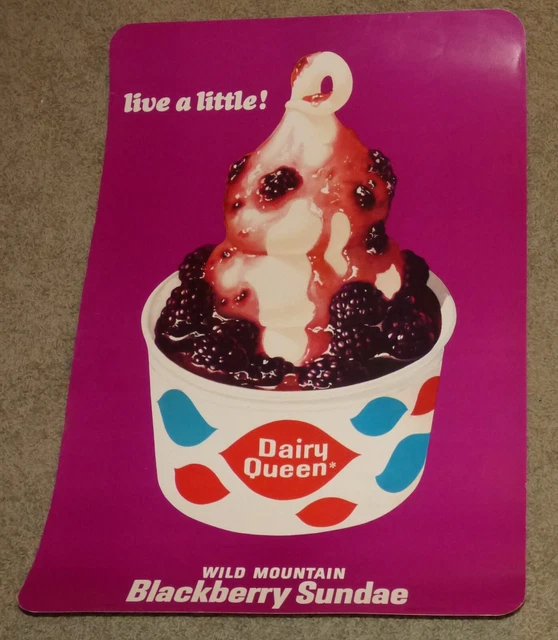 live a little!
Dairy
Queen*
WILD MOUNTAIN
Blackberry Sundae